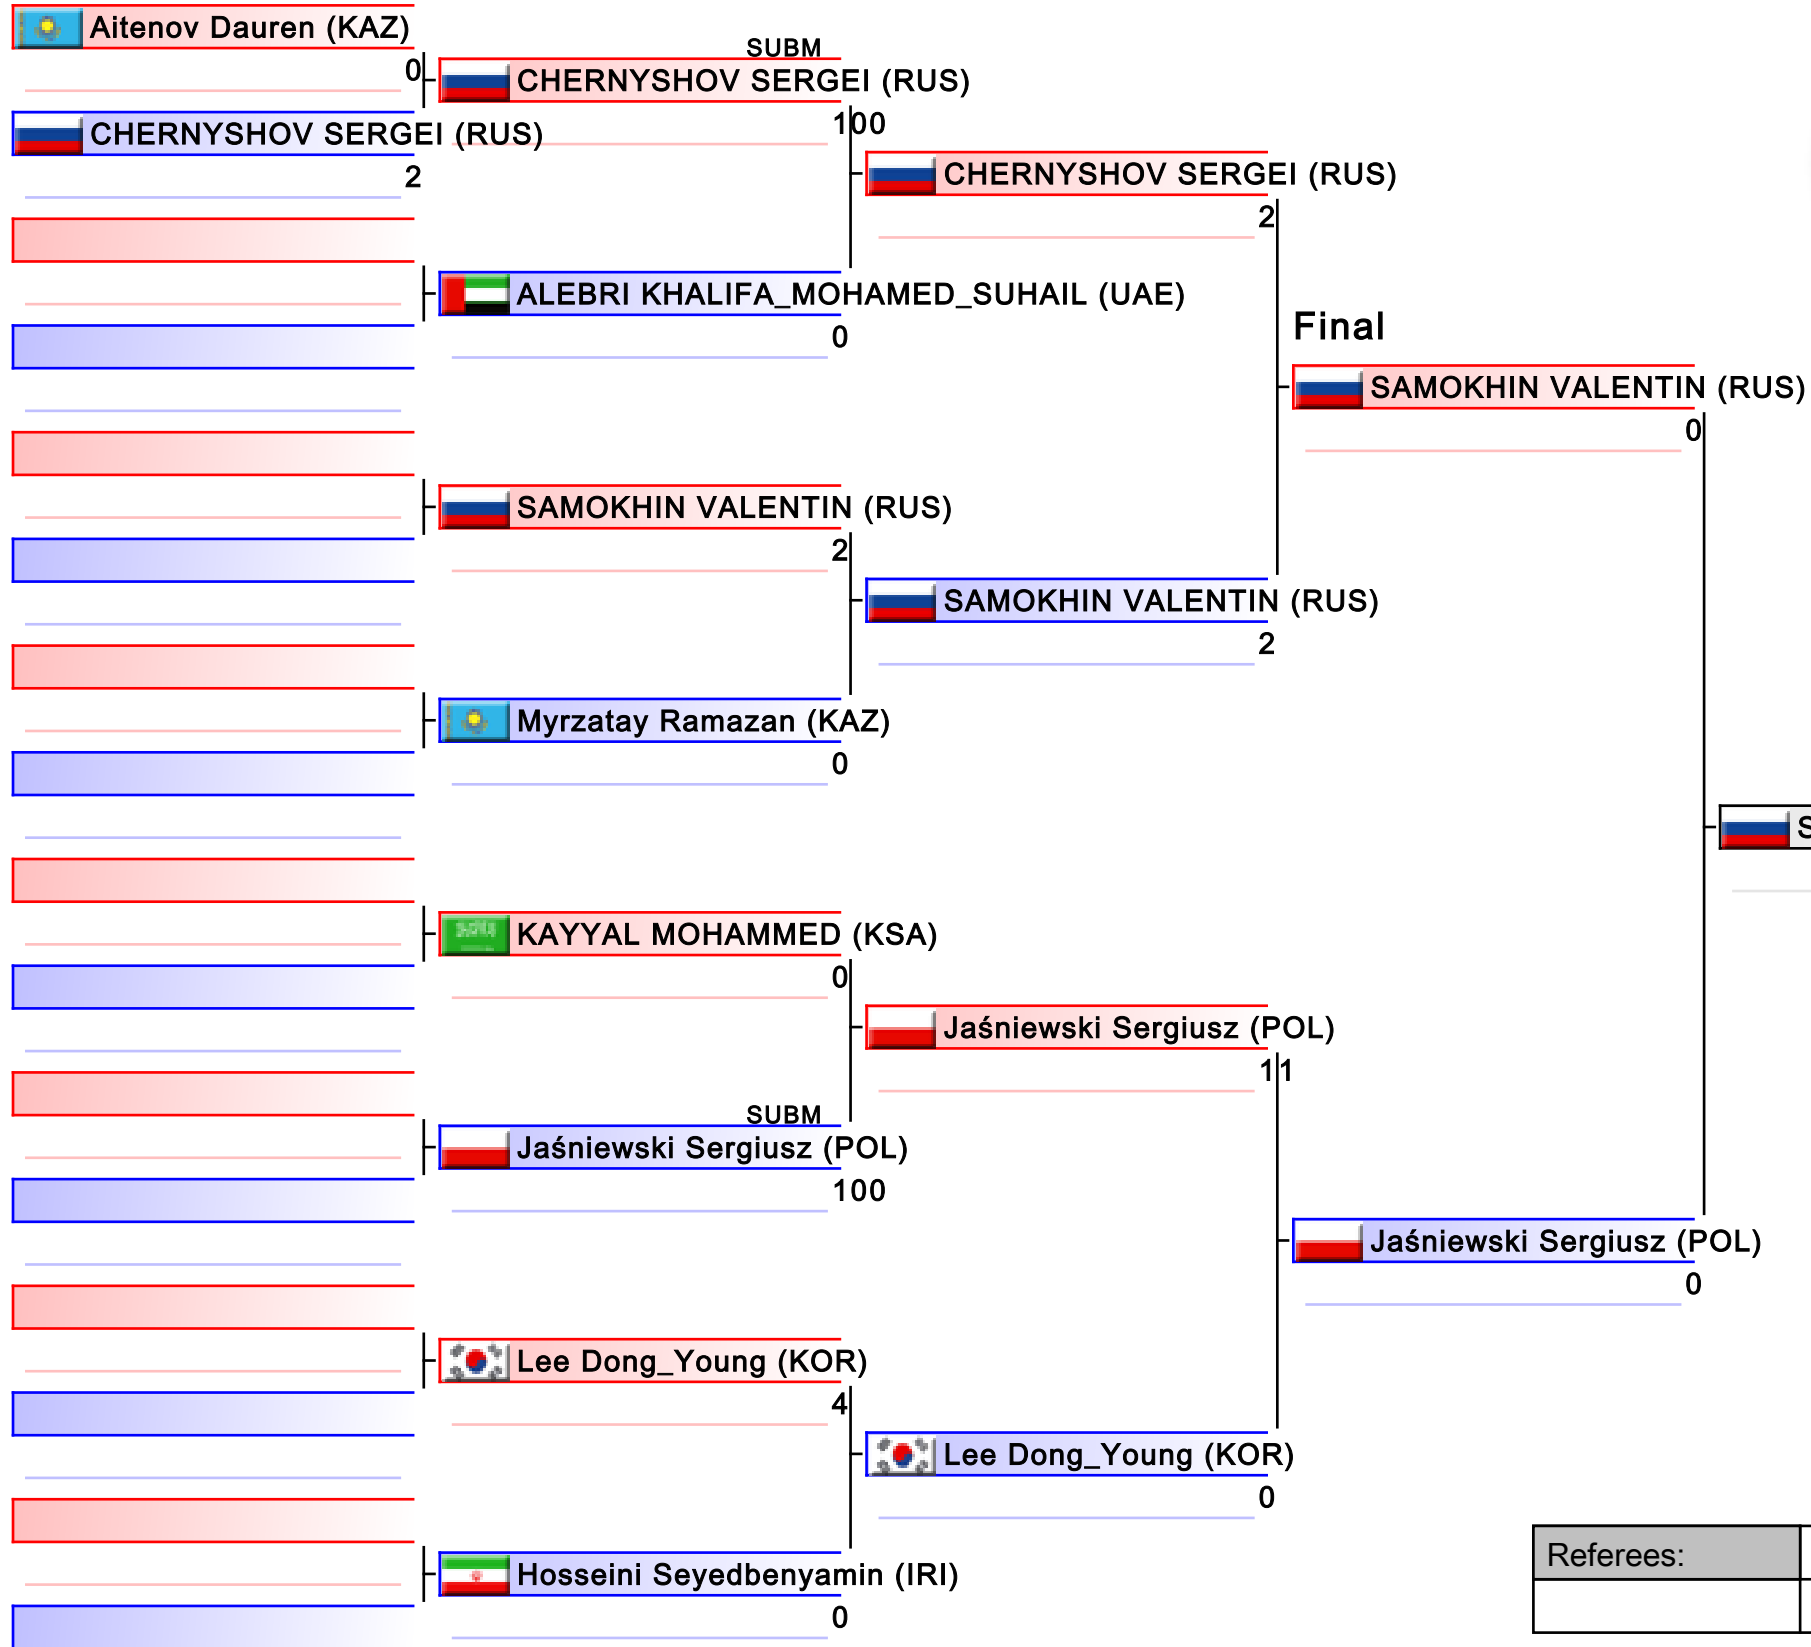 Aitenov Dauren (KAZ)
0
CHERNYSHOV SERGEI (RUS)
2
SUBM
CHERNYSHOV SERGEI (RUS)
100
ALEBRI KHALIFA_MOHAMED_SUHAIL (UAE)
0
SAMOKHIN VALENTIN (RUS)
2
Myrzatay Ramazan (KAZ)
0
KAYYAL MOHAMMED (KSA)
0
SUBM
Jaśniewski Sergiusz (POL)
100
Lee Dong_Young (KOR)
4
Hosseini Seyedbenyamin (IRI)
0
CHERNYSHOV SERGEI (RUS)
2
SAMOKHIN VALENTIN (RUS)
2
Jaśniewski Sergiusz (POL)
11
Lee Dong_Young (KOR)
0
Final
SAMOKHIN VALENTIN (RUS)
0
Jaśniewski Sergiusz (POL)
0
S
Referees: